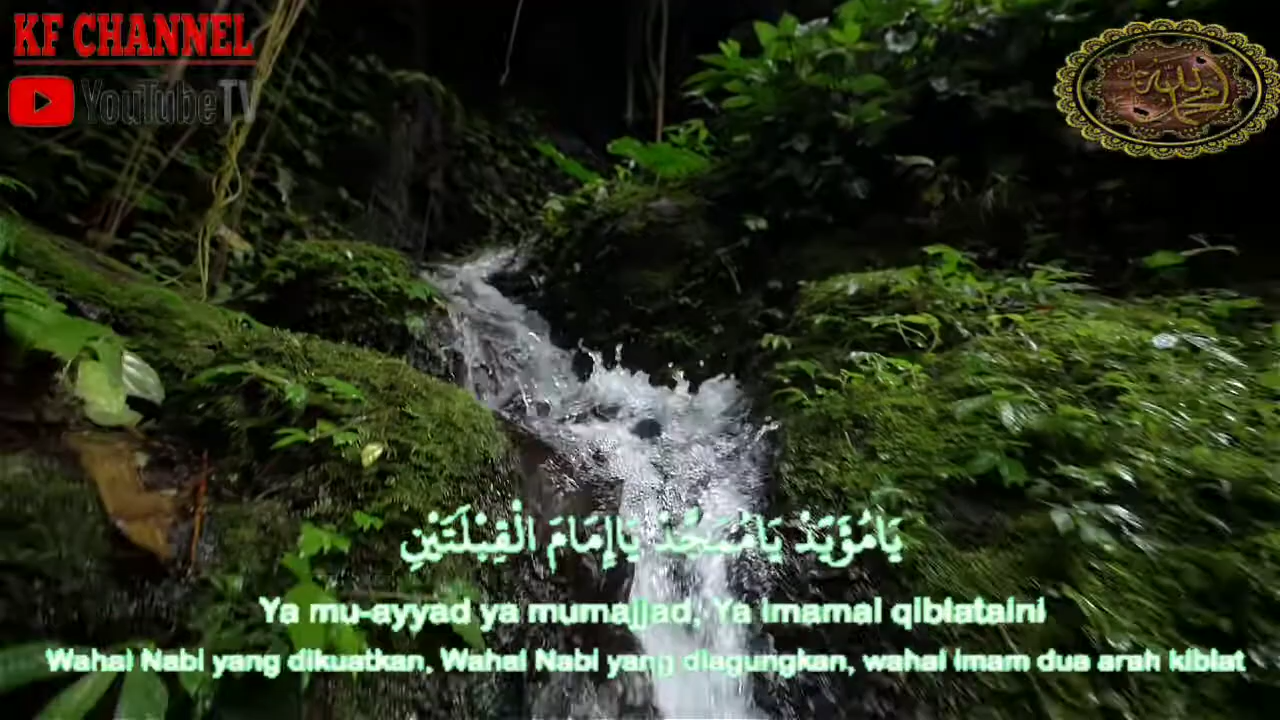 KF CHANNEL
YouTubeTV
يَامُؤَيَّدْ يَامُمَجَّدْ يَاإِمَامَ الْقِبْلَتَيْنِ
Ya mu-ayyad ya mumajjad, Ya imamal qiblataini
Wahai Nabi yang dikuatkan, Wahai Nabi yang diagungkan, wahai imam dua arah kiblat